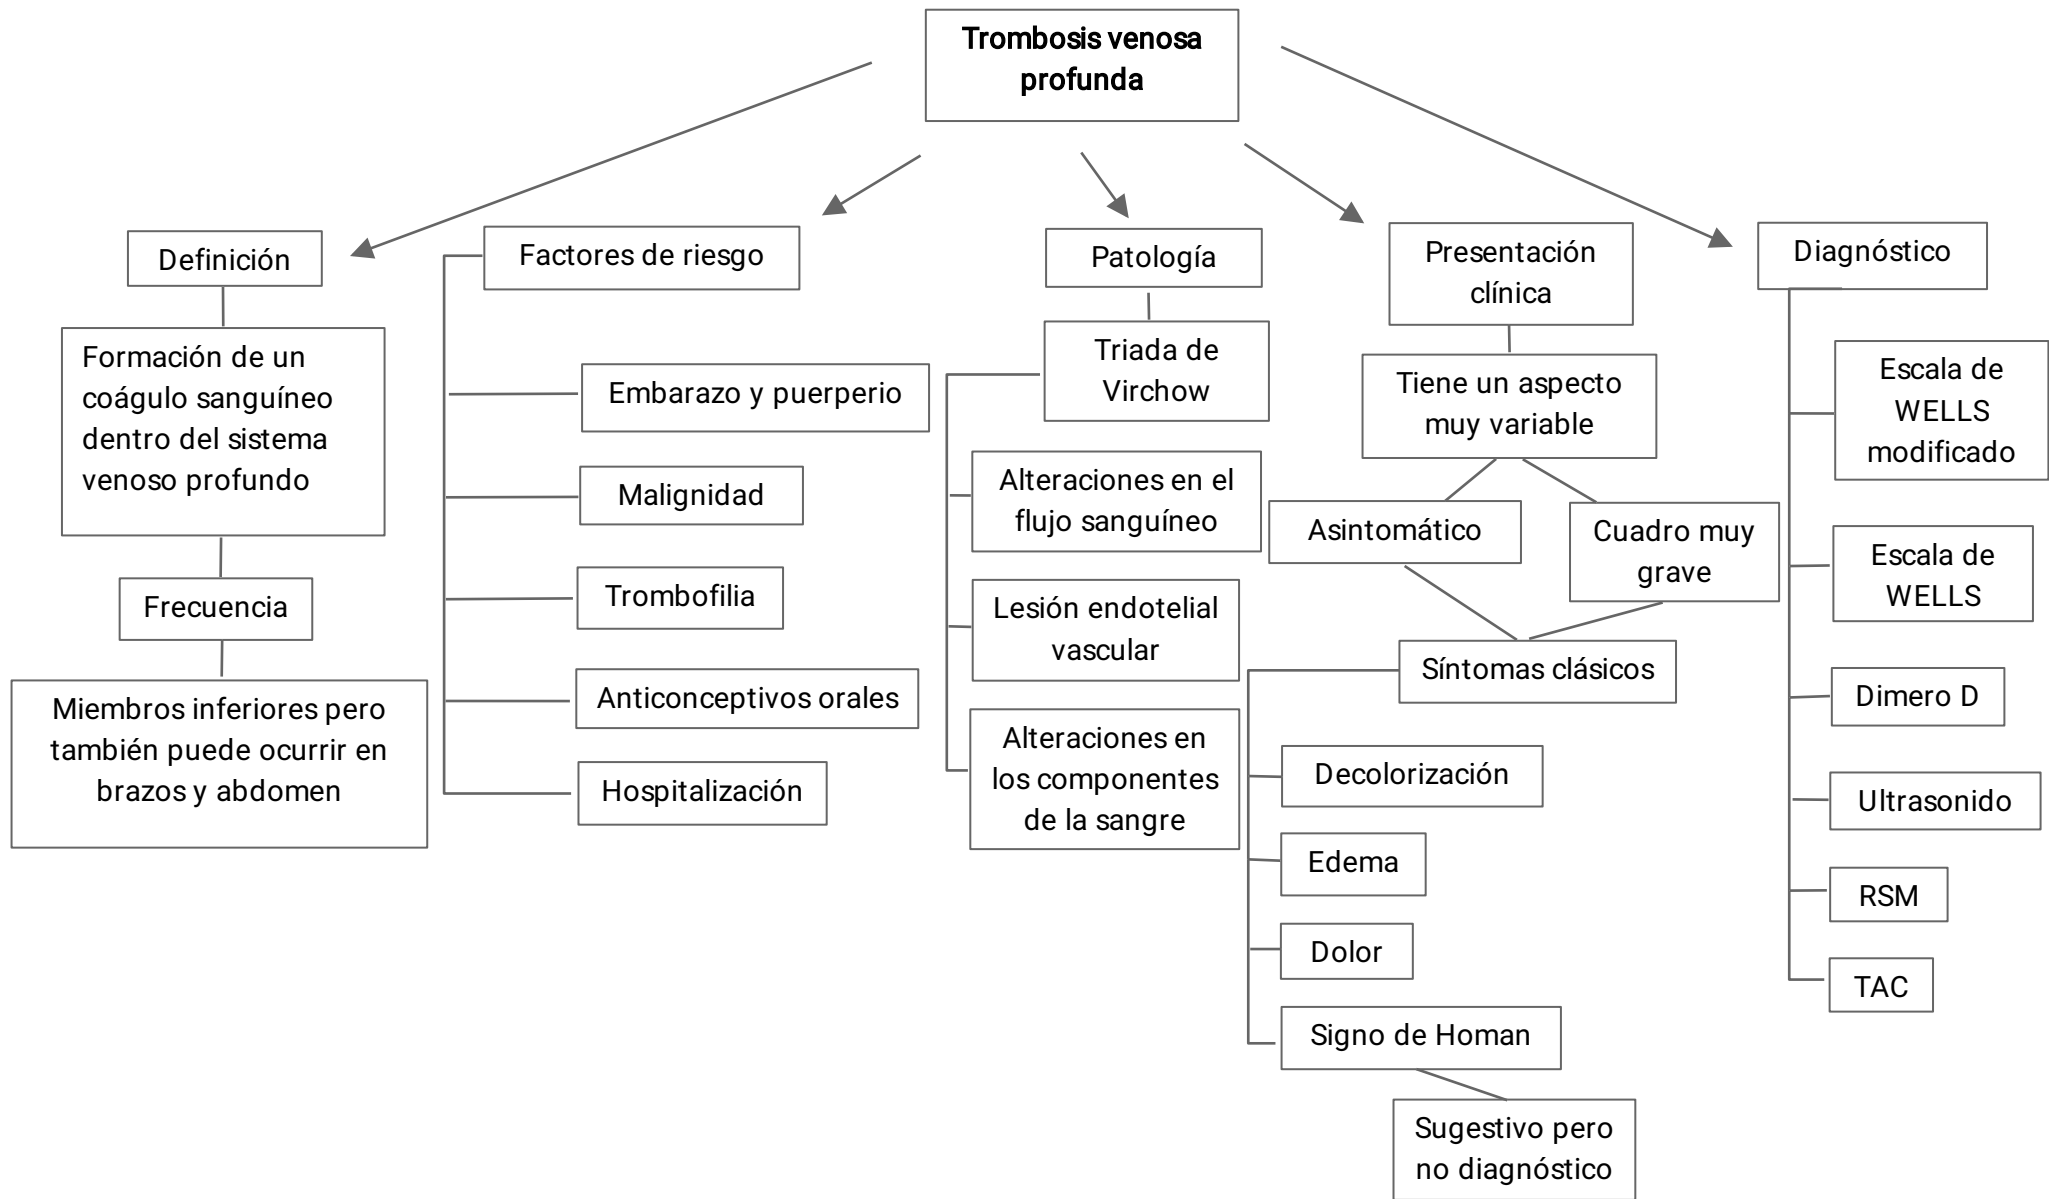 Trombosis venosa
profunda
Definición
Formación de un
coágulo sanguíneo
dentro del sistema
venoso profundo
Frecuencia
Miembros inferiores pero
también puede ocurrir en
brazos y abdomen
Factores de riesgo
Embarazo y puerperio
Malignidad
Trombofilia
Anticonceptivos orales
Hospitalización
Patología
Triada de
Virchow
Alteraciones en el
flujo sanguíneo
Lesión endotelial
vascular
Alteraciones en
los componentes
de la sangre
Presentación
clínica
Tiene un aspecto
muy variable
Asintomático
Cuadro muy
grave
Síntomas clásicos
Decolorización
Edema
Dolor
Signo de Homan
Sugestivo pero
no diagnóstico
Diagnóstico
Escala de
WELLS
modificado
Escala de
WELLS
Dimero D
Ultrasonido
RSM
TAC